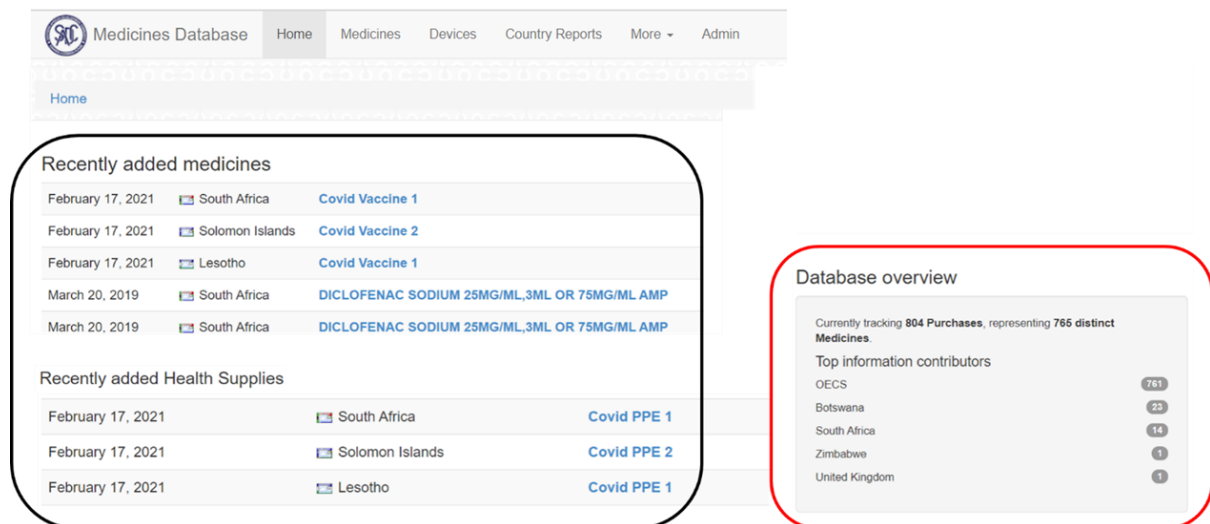 SADC Medicines Database Home Medicines Devices Country Reports More Admin
Home
Recently added medicines
February 17, 2021 South Africa Covid Vaccine 1
February 17, 2021 Solomon Islands Covid Vaccine 2
February 17, 2021 Lesotho Covid Vaccine 1
March 20, 2019 South Africa DICLOFENAC SODIUM 25MG/ML,3ML OR 75MG/ML AMP
March 20, 2019 South Africa DICLOFENAC SODIUM 25MG/ML,3ML OR 75MG/ML AMP
Recently added Health Supplies
February 17, 2021 South Africa Covid PPE 1
February 17, 2021 Solomon Islands Covid PPE 2
February 17, 2021 Lesotho Covid PPE 1
Database overview
Currently tracking 804 Purchases, representing 765 distinct
Medicines.
Top information contributors
OECS 761
Botswana 23
South Africa 14
Zimbabwe 1
United Kingdom 1